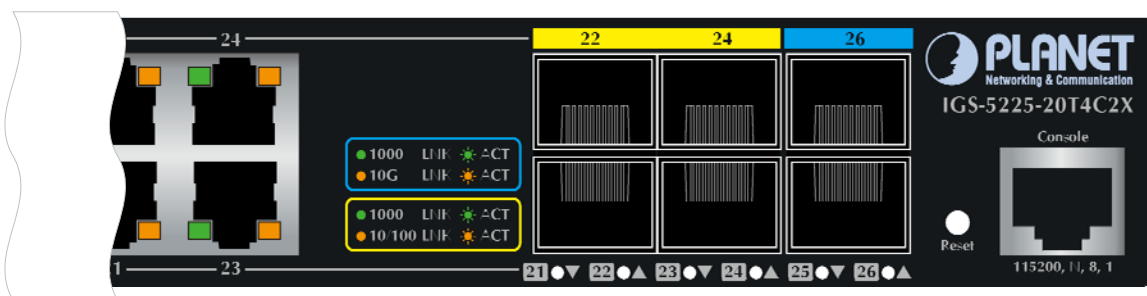 24
22 24 26
PLANET
Networking & Communication
IGS-5225-20T4C2X
Console
1000 LNK ACT
10G LNK ACT
1000 LNK ACT
10/100 LNK ACT
Reset
115200, N, 8, 1
1 23 21 22 23 24 25 26